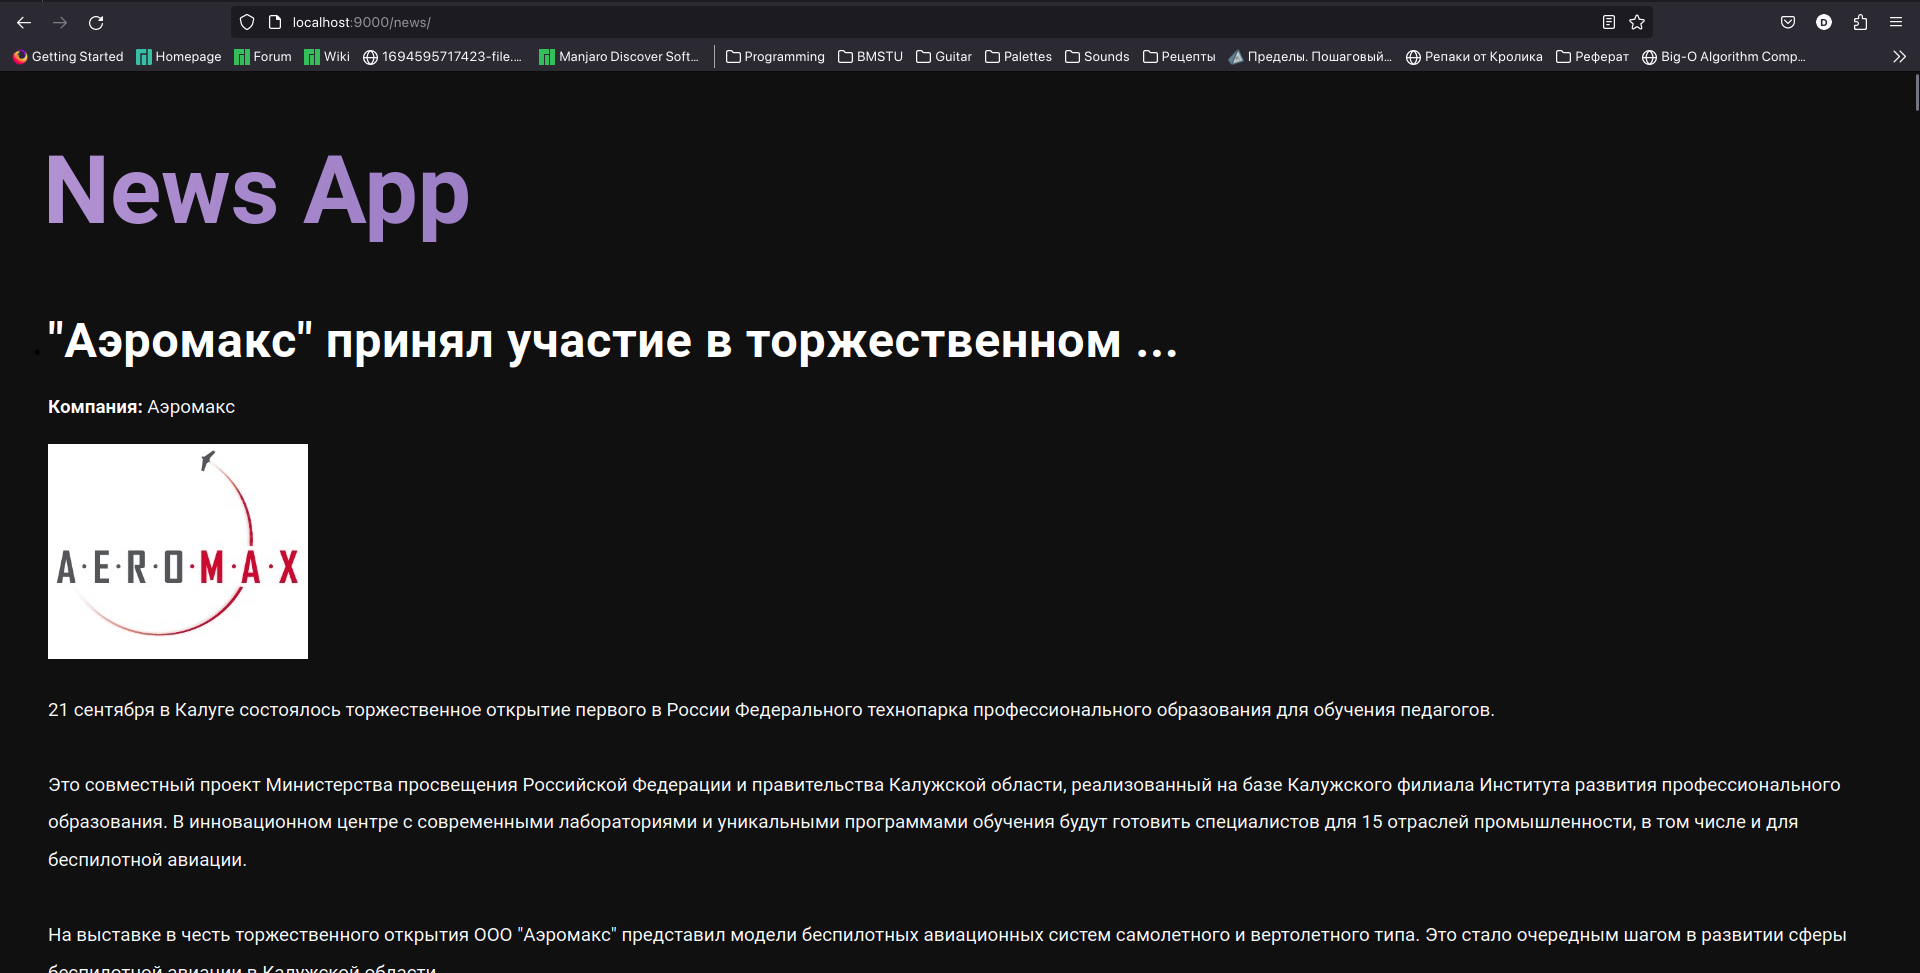 localhost:9000/news/
Getting Started Homepage Forum Wiki 1694595717423-file.... Manjaro Discover Soft... Programming BMSTU Guitar Palettes Sounds Рецепты Пределы. Пошаговый... Репаки от Кролика Реферат Big-O Algorithm Comp...
News App
"Аэромакс" принял участие в торжественном ...
Компания: Аэромакс
A·E·R·O·M·A·X
21 сентября в Калуге состоялось торжественное открытие первого в России Федерального технопарка профессионального образования для обучения педагогов.
Это совместный проект Министерства просвещения Российской Федерации и правительства Калужской области, реализованный на базе Калужского филиала Института развития профессионального
образования. В инновационном центре с современными лабораториями и уникальными программами обучения будут готовить специалистов для 15 отраслей промышленности, в том числе и для
беспилотной авиации.
На выставке в честь торжественного открытия ООО "Аэромакс" представил модели беспилотных авиационных систем самолетного и вертолетного типа. Это стало очередным шагом в развитии сферы
беспилотной авиации в Калужской области.